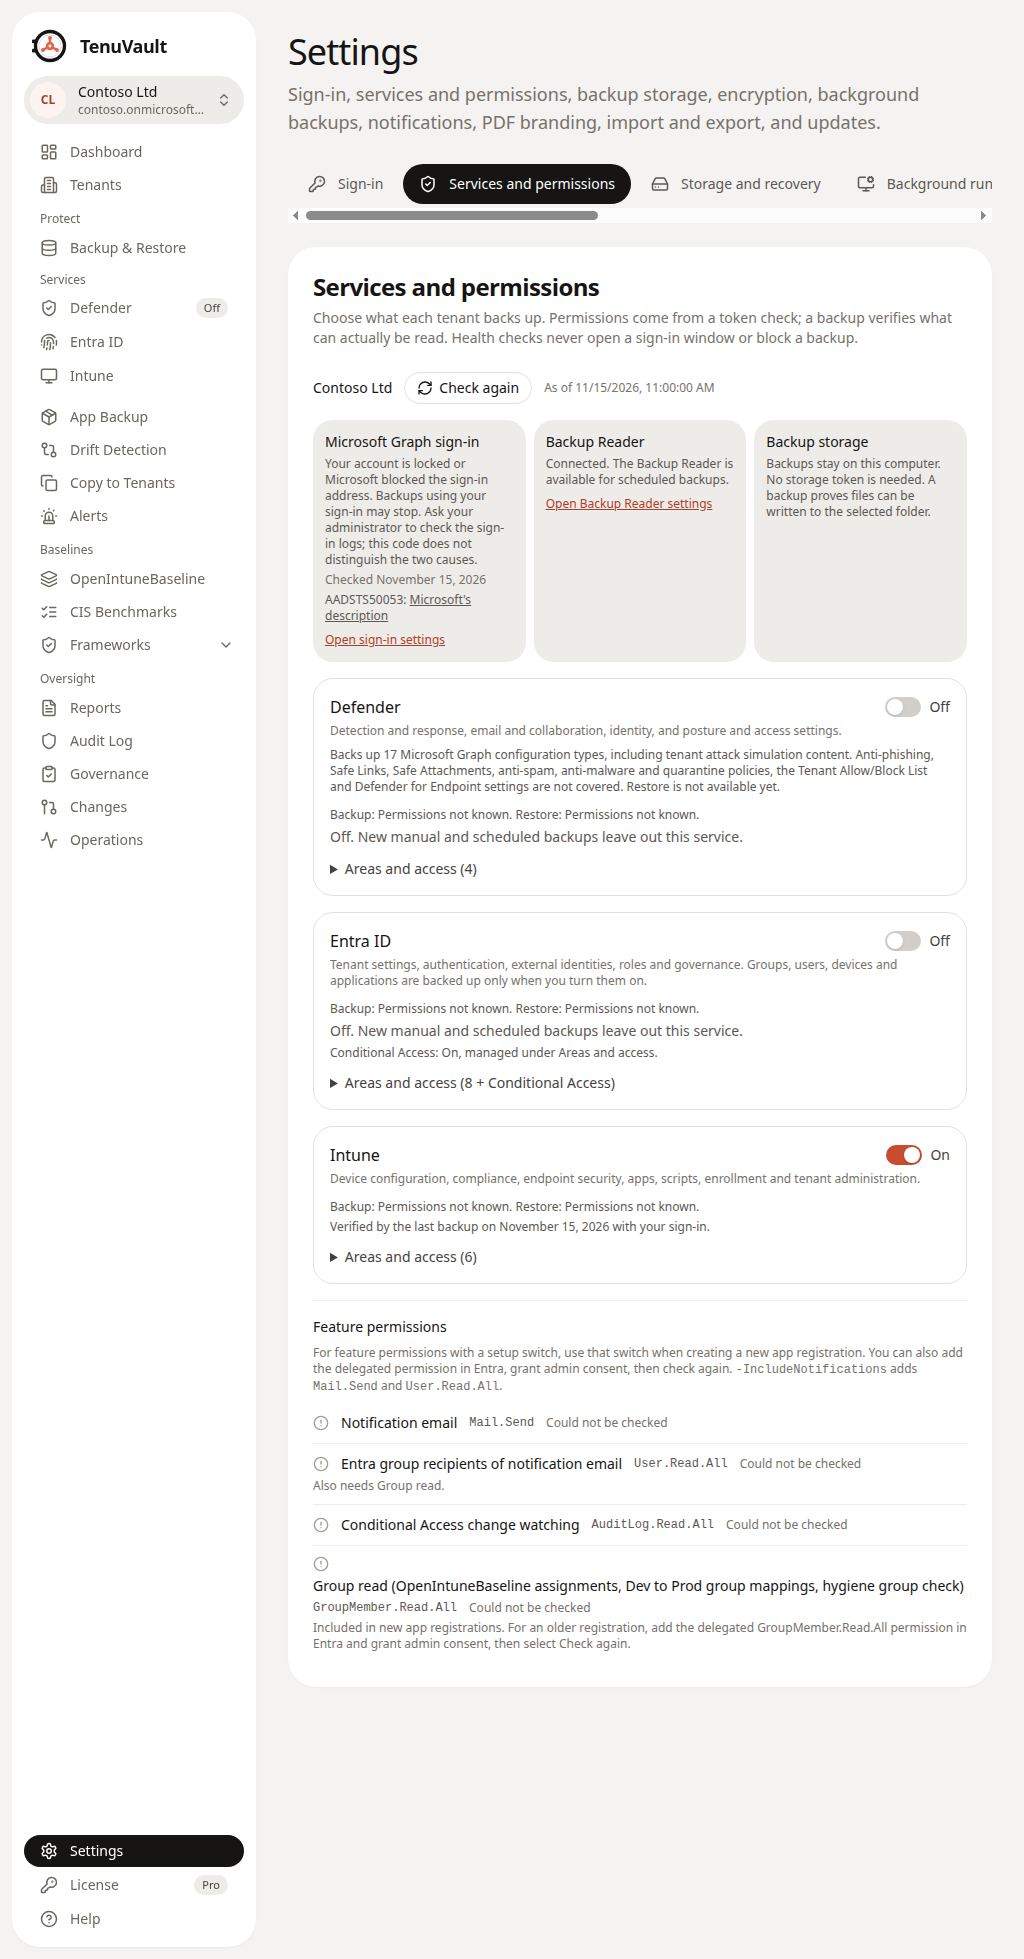 TenuVault
CL
Contoso Ltd
contoso.onmicrosoft...
Dashboard
Tenants
Protect
Backup & Restore
Services
Defender
Off
Entra ID
Intune
App Backup
Drift Detection
Copy to Tenants
Alerts
Baselines
OpenIntuneBaseline
CIS Benchmarks
Frameworks
Oversight
Reports
Audit Log
Governance
Changes
Operations
Settings
License
Pro
Help
Settings
Sign-in, services and permissions, backup storage, encryption, background
backups, notifications, PDF branding, import and export, and updates.
Sign-in
Services and permissions
Storage and recovery
Background run
Services and permissions
Choose what each tenant backs up. Permissions come from a token check; a backup verifies what
can actually be read. Health checks never open a sign-in window or block a backup.
Contoso Ltd
Check again
As of 11/15/2026, 11:00:00 AM
Microsoft Graph sign-in
Your account is locked or
Microsoft blocked the sign-in
address. Backups using your
sign-in may stop. Ask your
administrator to check the sign-
in logs; this code does not
distinguish the two causes.
Checked November 15, 2026
AADSTS50053: Microsoft's
description
Open sign-in settings
Backup Reader
Connected. The Backup Reader is
available for scheduled backups.
Open Backup Reader settings
Backup storage
Backups stay on this computer.
No storage token is needed. A
backup proves files can be
written to the selected folder.
Defender
Off
Detection and response, email and collaboration, identity, and posture and access settings.
Backs up 17 Microsoft Graph configuration types, including tenant attack simulation content. Anti-phishing,
Safe Links, Safe Attachments, anti-spam, anti-malware and quarantine policies, the Tenant Allow/Block List
and Defender for Endpoint settings are not covered. Restore is not available yet.
Backup: Permissions not known. Restore: Permissions not known.
Off. New manual and scheduled backups leave out this service.
Areas and access (4)
Entra ID
Off
Tenant settings, authentication, external identities, roles and governance. Groups, users, devices and
applications are backed up only when you turn them on.
Backup: Permissions not known. Restore: Permissions not known.
Off. New manual and scheduled backups leave out this service.
Conditional Access: On, managed under Areas and access.
Areas and access (8 + Conditional Access)
Intune
On
Device configuration, compliance, endpoint security, apps, scripts, enrollment and tenant administration.
Backup: Permissions not known. Restore: Permissions not known.
Verified by the last backup on November 15, 2026 with your sign-in.
Areas and access (6)
Feature permissions
For feature permissions with a setup switch, use that switch when creating a new app registration. You can also add
the delegated permission in Entra, grant admin consent, then check again. -IncludeNotifications adds
Mail.Send and User.Read.All.
Notification email Mail.Send Could not be checked
Entra group recipients of notification email User.Read.All Could not be checked
Also needs Group read.
Conditional Access change watching AuditLog.Read.All Could not be checked
Group read (OpenIntuneBaseline assignments, Dev to Prod group mappings, hygiene group check)
GroupMember.Read.All Could not be checked
Included in new app registrations. For an older registration, add the delegated GroupMember.Read.All permission in
Entra and grant admin consent, then select Check again.